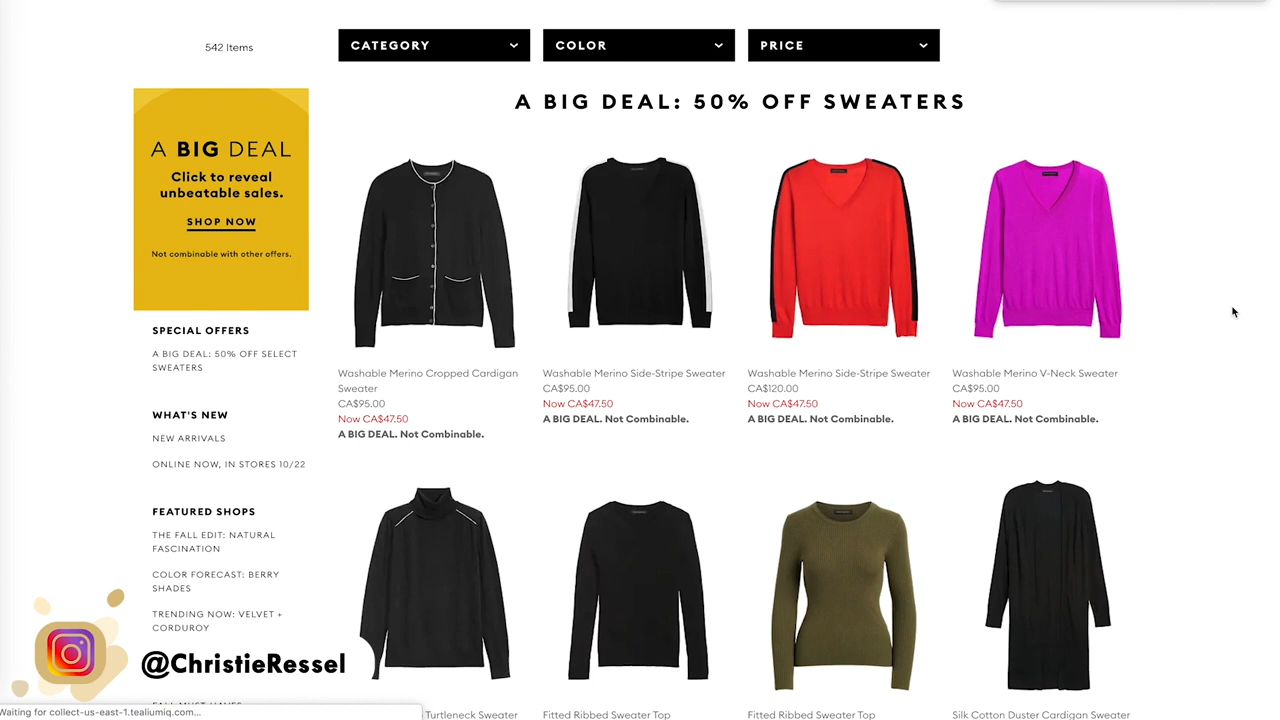 542 Items
CATEGORY
COLOR
PRICE
A BIG DEAL: 50% OFF SWEATERS
A BIG DEAL
Click to reveal
unbeatable sales.
SHOP NOW
Not combinable with other offers.
SPECIAL OFFERS
A BIG DEAL: 50% OFF SELECT
SWEATERS
WHAT'S NEW
NEW ARRIVALS
ONLINE NOW, IN STORES 10/22
FEATURED SHOPS
THE FALL EDIT: NATURAL
FASCINATION
COLOR FORECAST: BERRY
SHADES
TRENDING NOW: VELVET +
CORDUROY
Washable Merino Cropped Cardigan
Sweater
CA$95.00
Now CA$47.50
A BIG DEAL. Not Combinable.
Washable Merino Side-Stripe Sweater
CA$95.00
Now CA$47.50
A BIG DEAL. Not Combinable.
Washable Merino Side-Stripe Sweater
CA$120.00
Now CA$47.50
A BIG DEAL. Not Combinable.
Washable Merino V-Neck Sweater
CA$95.00
Now CA$47.50
A BIG DEAL. Not Combinable.
Turtleneck Sweater
Fitted Ribbed Sweater Top
Fitted Ribbed Sweater Top
Silk Cotton Duster Cardigan Sweater
@ChristieRessel
Waiting for collect-us-east-1.tealiumiq.com...